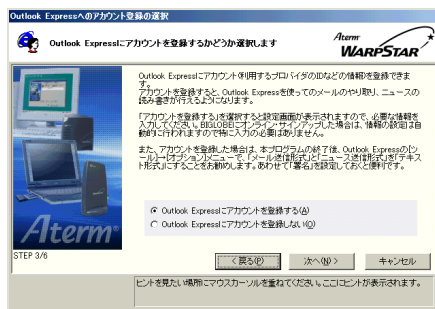 Outlook Expressへのアカウント登録の選択
Outlook Expressにアカウントを登録するかどうか選択します
Aterm
WARPSTAR
Outlook Expressにアカウント(利用するプロバイダのIDなどの情報)を登録できま
す。
アカウントを登録すると、Outlook Expressを使ってのメールのやり取り、ニュースの
読み書きが行えるようになります。
「アカウントを登録する」を選択すると設定画面が表示されますので、必要な情報を
入力してください。BIGLOBEにオンライン・サインアップした場合は、情報の設定は自
動的に行われますので特に入力の必要はありません。
また、アカウントを登録した場合は、本プログラムの終了後、Outlook Expressの[ツ
ール]→[オプション]メニューで、「メール送信形式」と「ニュース送信形式」を「テキス
ト形式」にすることをお勧めします。あわせて「署名」を設定しておくと便利です。
Aterm
Outlook Expressにアカウントを登録する(A)
Outlook Expressにアカウントを登録しない(O)
STEP 3/6
< 戻る(P)
次へ(N) >
キャンセル
ヒントを見たい場所にマウスカーソルを重ねてください。ここにヒントが表示されます。